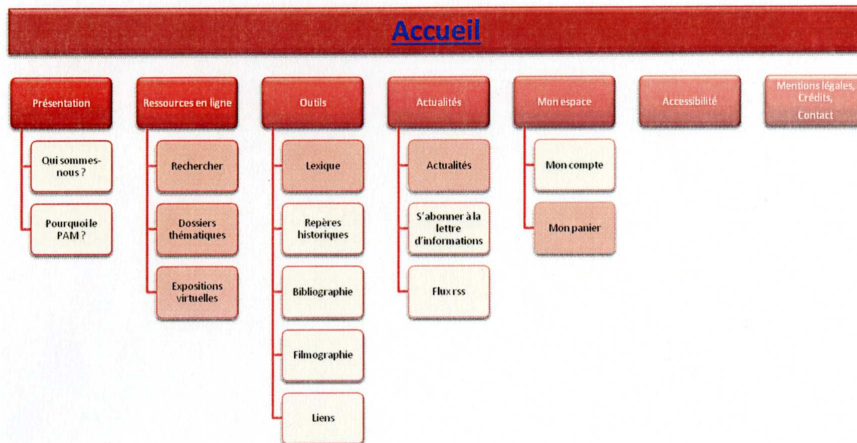 Accueil
Présentation
Qui sommes-
nous ?
Pourquoi le
PAM ?
Ressources en ligne
Rechercher
Dossiers
thématiques
Expositions
virtuelles
Outils
Lexique
Repères
historiques
Bibliographie
Filmographie
Liens
Actualités
Actualités
S'abonner à la
lettre
d'informations
Flux rss
Mon espace
Mon compte
Mon panier
Accessibilité
Mentions légales,
Crédits,
Contact